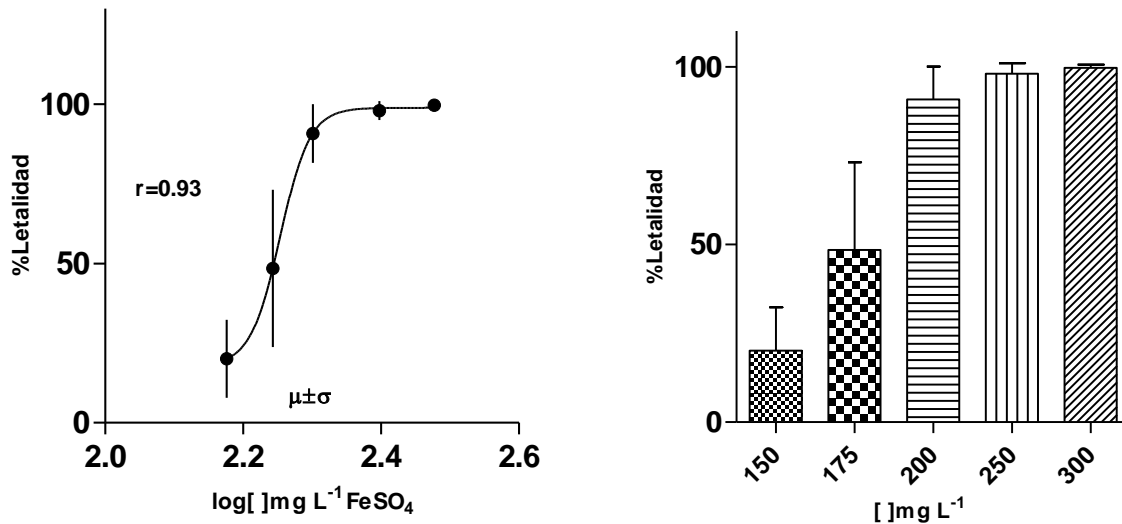 %Letalidad
100
50
0
r=0.93
μ±σ
2.0 2.2 2.4 2.6
log[ ]mg L⁻¹ FeSO₄
%Letalidad
100
50
0
150 175 200 250 300
[ ]mg L⁻¹